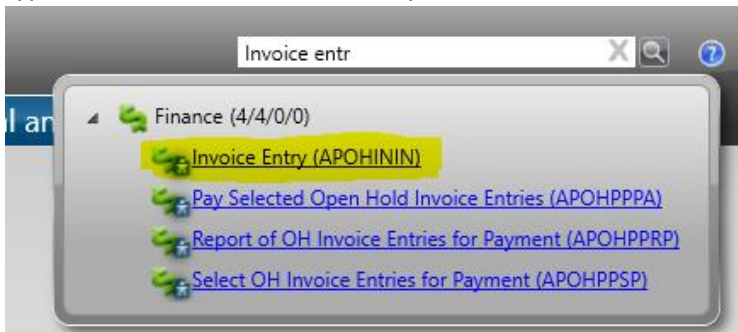 Invoice entr
l an
Finance (4/4/0/0)
Invoice Entry (APOHININ)
Pay Selected Open Hold Invoice Entries (APOHPPPA)
Report of OH Invoice Entries for Payment (APOHPPRP)
Select OH Invoice Entries for Payment (APOHPPSP)